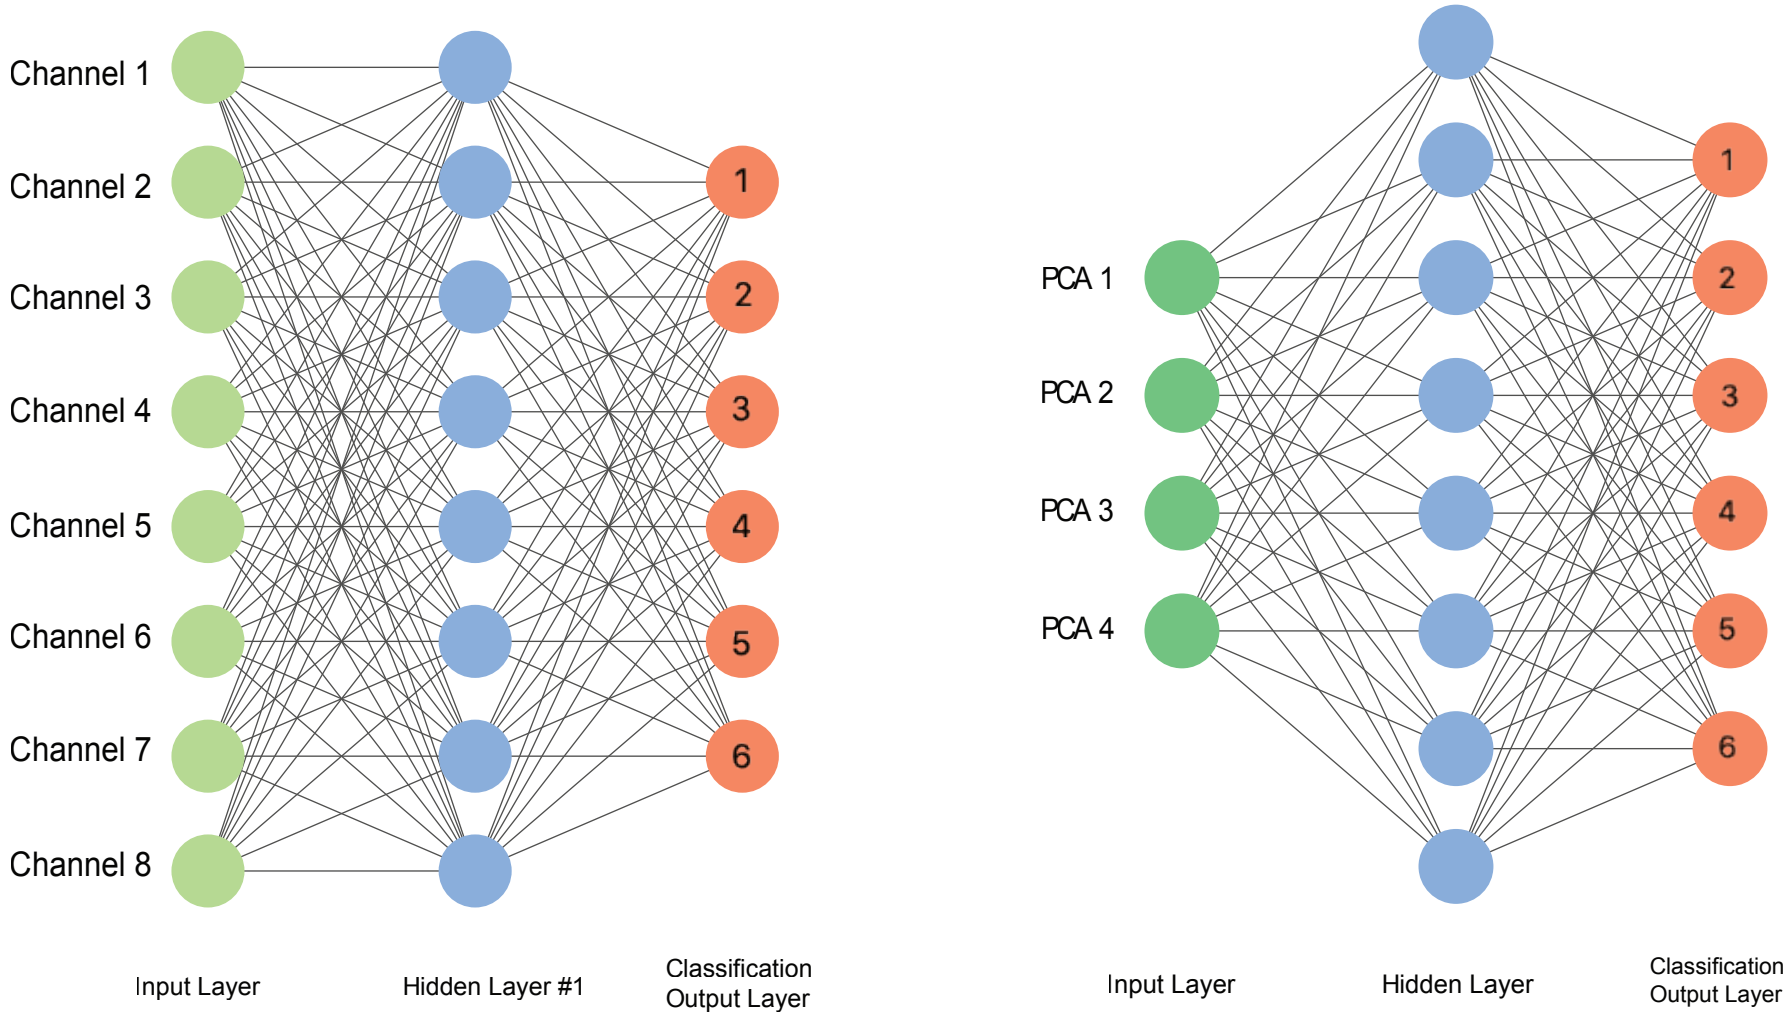 Channel 1
Channel 2
Channel 3
Channel 4
Channel 5
Channel 6
Channel 7
Channel 8
1
2
3
4
5
6
Input Layer
Hidden Layer #1
Classification
Output Layer
PCA 1
PCA 2
PCA 3
PCA 4
1
2
3
4
5
6
Input Layer
Hidden Layer
Classification
Output Layer